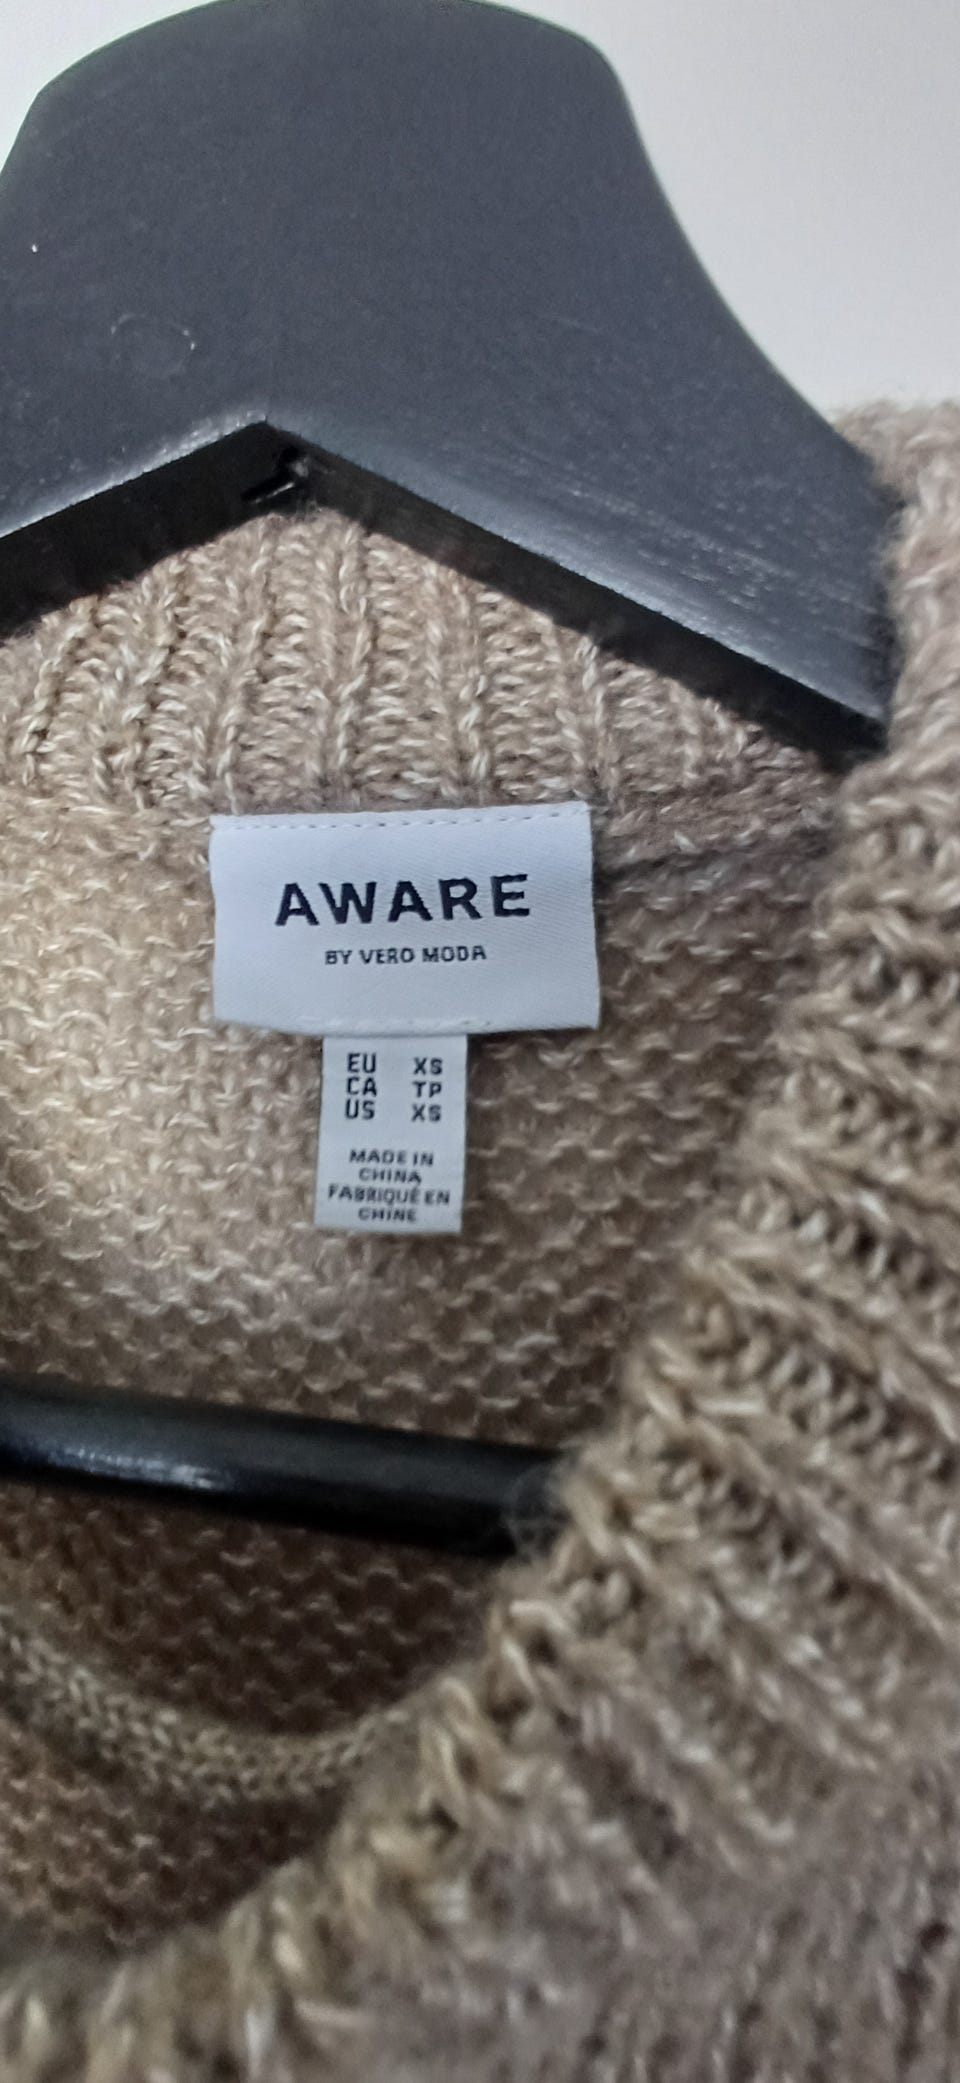 AWARE
BY VERO MODA
EU XS
CA TP
US XS
MADE IN
CHINA
FABRIQUÉ EN
CHINE